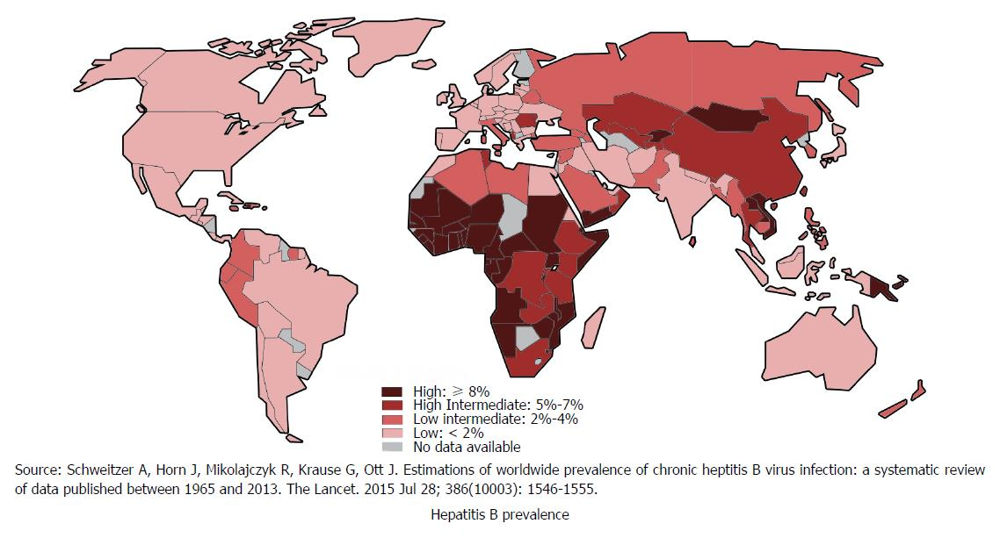 High: ⩾ 8%
High Intermediate: 5%-7%
Low intermediate: 2%-4%
Low: < 2%
No data available
Source: Schweitzer A, Horn J, Mikolajczyk R, Krause G, Ott J. Estimations of worldwide prevalence of chronic heptitis B virus infection: a systematic review
of data published between 1965 and 2013. The Lancet. 2015 Jul 28; 386(10003): 1546-1555.
Hepatitis B prevalence